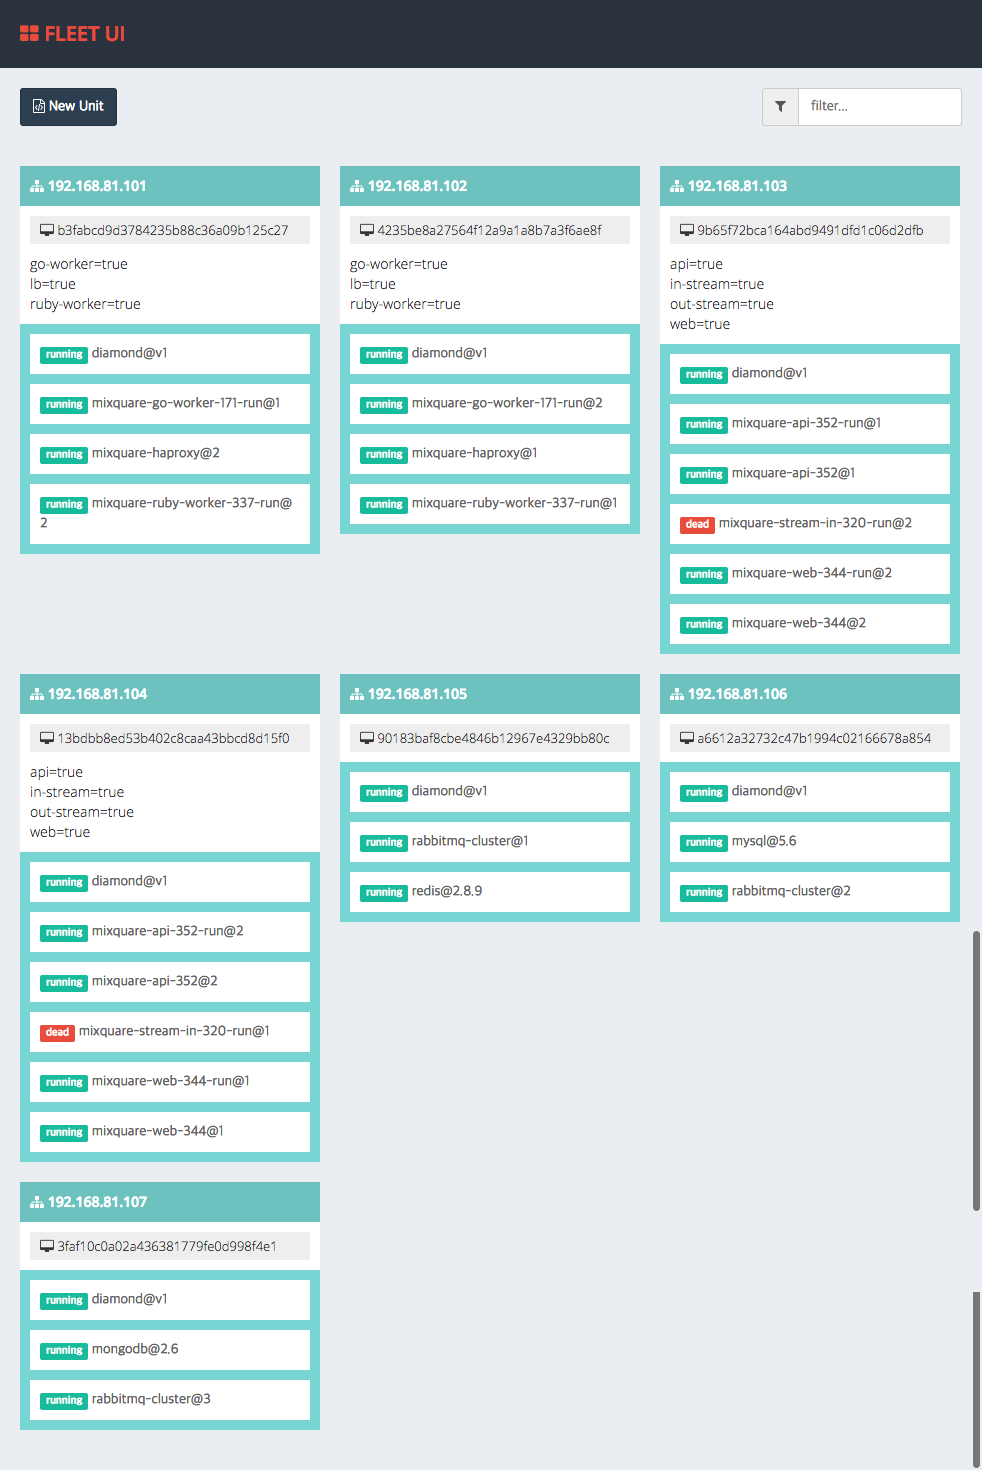 FLEET UI
New Unit
filter...
192.168.81.101
b3fabcd9d3784235b88c36a09b125c27
go-worker=true
lb=true
ruby-worker=true
running diamond@v1
running mixquare-go-worker-171-run@1
running mixquare-haproxy@2
running mixquare-ruby-worker-337-run@
2
192.168.81.102
4235be8a27564f12a9a1a8b7a3f6ae8f
go-worker=true
lb=true
ruby-worker=true
running diamond@v1
running mixquare-go-worker-171-run@2
running mixquare-haproxy@1
running mixquare-ruby-worker-337-run@1
192.168.81.103
9b65f72bca164abd9491dfd1c06d2dfb
api=true
in-stream=true
out-stream=true
web=true
running diamond@v1
running mixquare-api-352-run@1
running mixquare-api-352@1
dead mixquare-stream-in-320-run@2
running mixquare-web-344-run@2
running mixquare-web-344@2
192.168.81.104
13bdbb8ed53b402c8caa43bbcd8d15f0
api=true
in-stream=true
out-stream=true
web=true
running diamond@v1
running mixquare-api-352-run@2
running mixquare-api-352@2
dead mixquare-stream-in-320-run@1
running mixquare-web-344-run@1
running mixquare-web-344@1
192.168.81.105
90183baf8cbe4846b12967e4329bb80c
running diamond@v1
running rabbitmq-cluster@1
running redis@2.8.9
192.168.81.106
a6612a32732c47b1994c02166678a854
running diamond@v1
running mysql@5.6
running rabbitmq-cluster@2
192.168.81.107
3faf10c0a02a436381779fe0d998f4e1
running diamond@v1
running mongodb@2.6
running rabbitmq-cluster@3